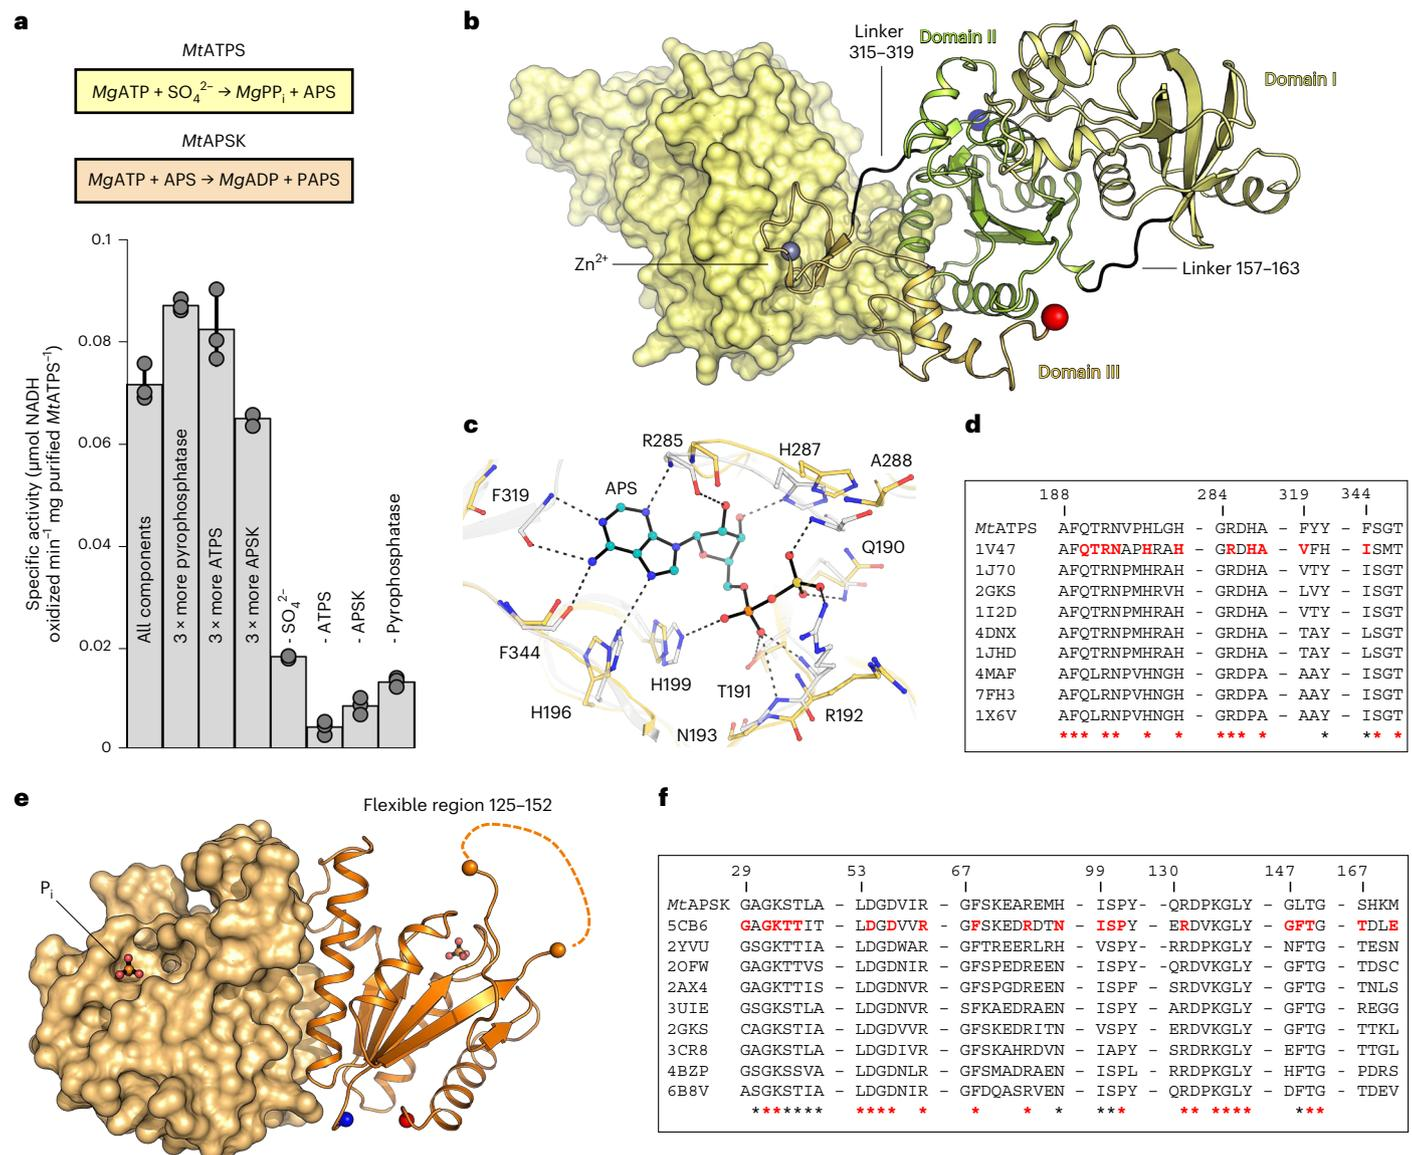 a
MtATPS
MgATP + SO₄²⁻ → MgPPᵢ + APS
MtAPSK
MgATP + APS → MgADP + PAPS
Specific activity (µmol NADH
oxidized min⁻¹ mg purified MtATPS⁻¹)
0.1
0.08
0.06
0.04
0.02
0
All components
3 × more pyrophosphatase
3 × more ATPS
3 × more APSK
- SO₄²⁻
- ATPS
- APSK
- Pyrophosphatase
b
Linker
315–319
Domain II
Domain I
Zn²⁺
Linker 157–163
Domain III
c
R285
H287
A288
F319
APS
Q190
F344
H199
T191
H196
R192
N193
d
188 284 319 344
MtATPS AFQTRNVPHLGH – GRDHA – FYY – FSGT
1V47 AFQTRNAPHRAH – GRDHA – VFH – ISMT
1J70 AFQTRNPMHRAH – GRDHA – VTY – ISGT
2GKS AFQTRNPMHRVH – GRDHA – LVY – ISGT
1I2D AFQTRNPMHRAH – GRDHA – VTY – ISGT
4DNX AFQTRNPMHRAH – GRDHA – TAY – LSGT
1JHD AFQTRNPMHRAH – GRDHA – TAY – LSGT
4MAF AFQLRNPVHNGH – GRDPA – AAY – ISGT
7FH3 AFQLRNPVHNGH – GRDPA – AAY – ISGT
1X6V AFQLRNPVHNGH – GRDPA – AAY – ISGT
*** ** * * *** * * ** *
e
Flexible region 125–152
Pᵢ
f
29 53 67 99 130 147 167
MtAPSK GAGKSTLA – LDGDVIR – GFSKEAREMH – ISPY- -QRDPKGLY – GLTG – SHKM
5CB6 GAGKTTIT – LDGDVVR – GFSKEDRDTN – ISPY – ERDPKGLY – GFTG – TDLE
2YVU GSGKTTIA – LDGDWAR – GFTREERLRH – VSPY-- RRDPKGLY – NFTG – TESN
2OFW GAGKTTVS – LDGDNIR – GFSPEDREEN – ISPY- -QRDVKGLY – GFTG – TDSC
2AX4 GAGKTTIS – LDGDNVR – GFSPGDREEN – ISPF – SRDRKGLY – GFTG – TNLS
3UIE GSGKSTLA – LDGDNVR – SFKAEDRAEN – ISPY – ARDPKGLY – GFTG – REGG
2GKS CAGKSTIA – LDGDVVR – GFSKEDRITN – VSPY – ERDVKGLY – GFTG – TTKL
3CR8 GAGKSTLA – LDGDIVR – GFSKAHRDVN – IAPY – SRDRKGLY – EFTG – TTGL
4BZP GSGKSSVA – LDGDNLR – GFSMADRAEN – ISPL – RRDPKGLY – HFTG – PDRS
6B8V ASGKSTIA – LDGDNIR – GFDQASRVEN – ISPY – QRDPKGLY – DFTG – TDEV
****** **** * * * * *** ** **** ***